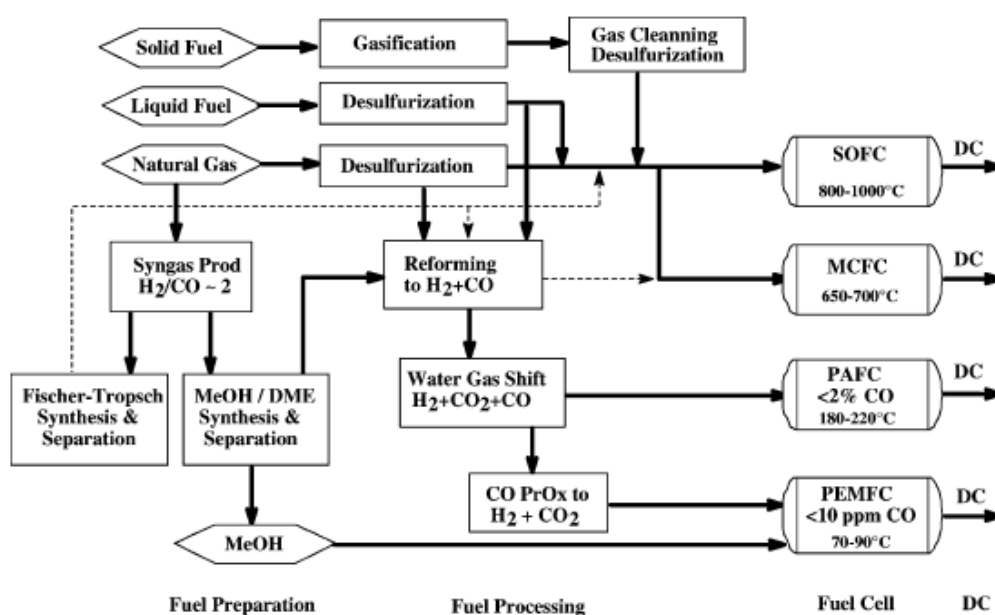 Solid Fuel
Gasification
Gas Cleanning
Desulfurization
Liquid Fuel
Desulfurization
Natural Gas
Desulfurization
SOFC
800-1000°C
DC
Syngas Prod
H2/CO ~ 2
Reforming
to H2+CO
MCFC
650-700°C
DC
Fischer-Tropsch
Synthesis &
Separation
MeOH / DME
Synthesis &
Separation
Water Gas Shift
H2+CO2+CO
PAFC
<2% CO
180-220°C
DC
CO PrOx to
H2 + CO2
PEMFC
<10 ppm CO
70-90°C
DC
MeOH
Fuel Preparation
Fuel Processing
Fuel Cell
DC